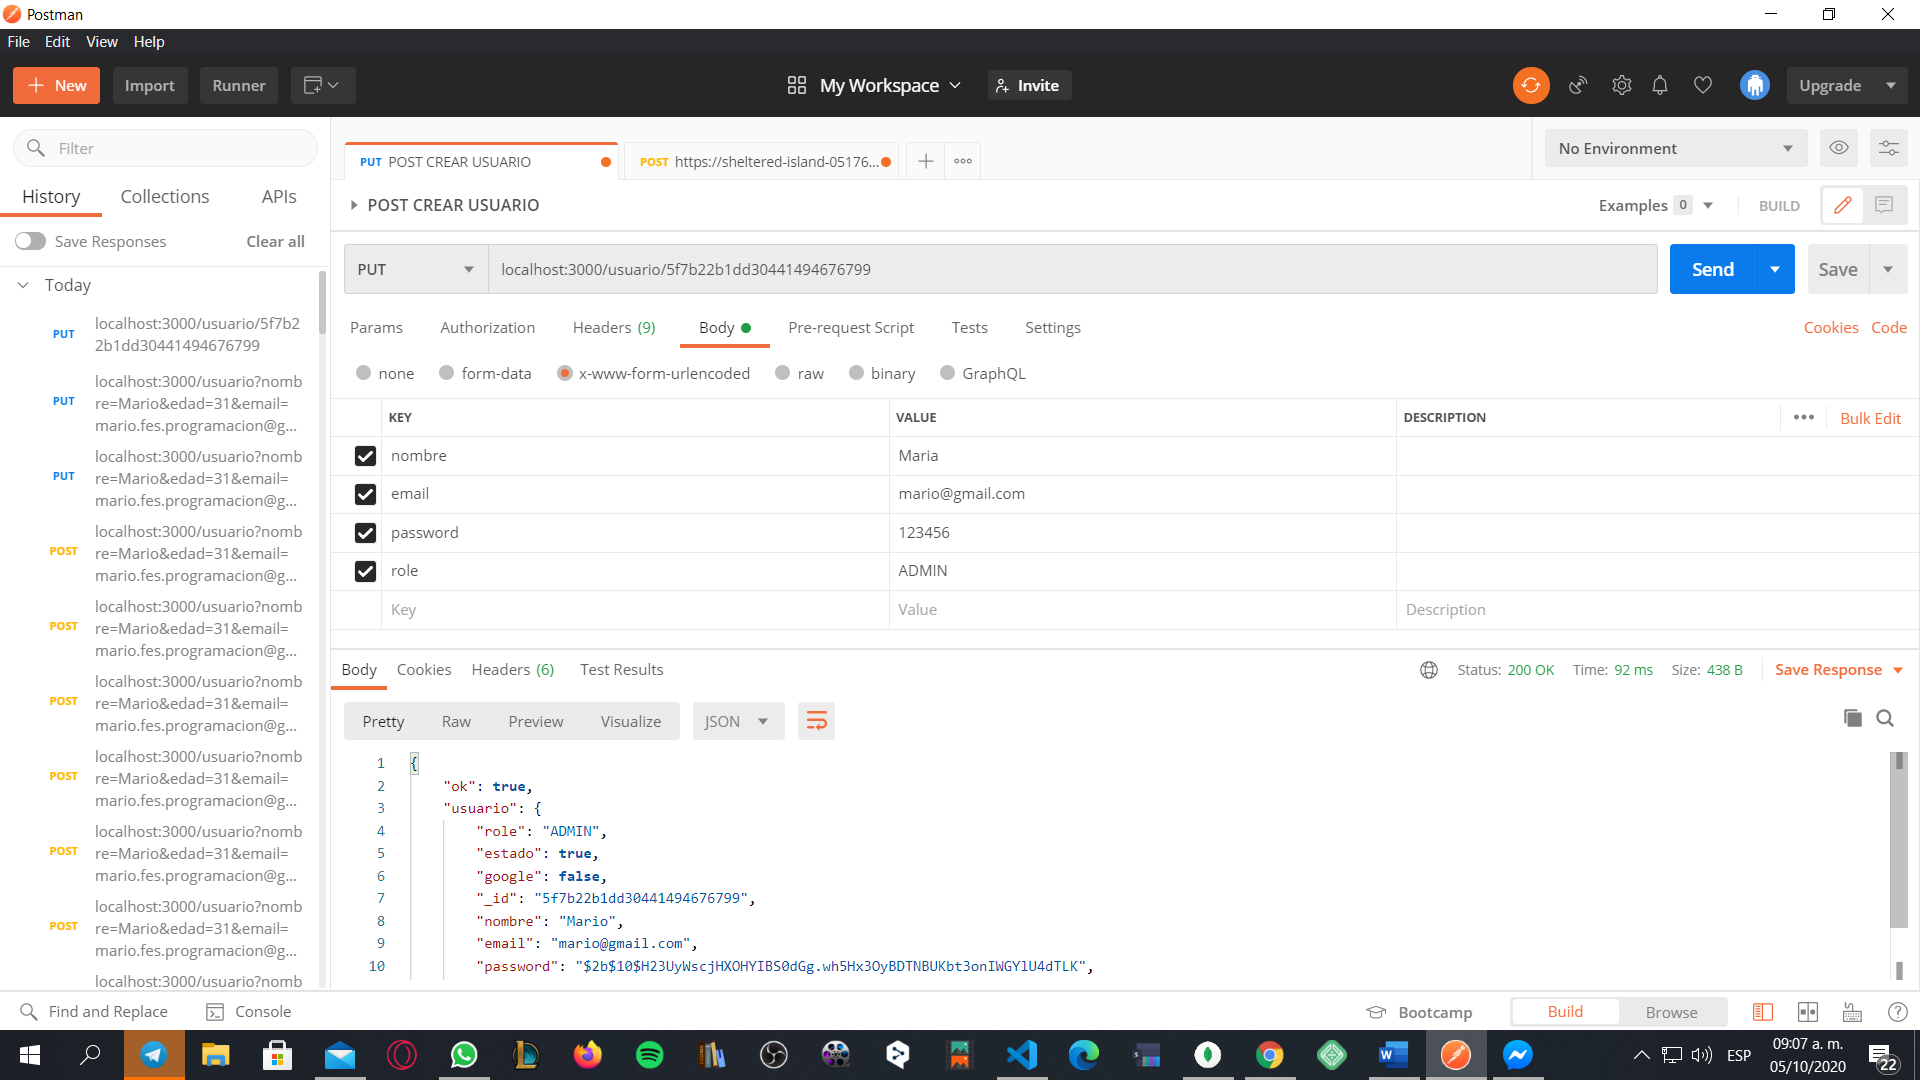 Postman
File Edit View Help
New Import Runner My Workspace Invite Upgrade
Filter
History Collections APIs
Save Responses Clear all
Today
PUT localhost:3000/usuario/5f7b2
2b1dd30441494676799
PUT localhost:3000/usuario?nomb
re=Mario&edad=31&email=
mario.fes.programacion@g...
PUT localhost:3000/usuario?nomb
re=Mario&edad=31&email=
mario.fes.programacion@g...
POST localhost:3000/usuario?nomb
re=Mario&edad=31&email=
mario.fes.programacion@g...
POST localhost:3000/usuario?nomb
re=Mario&edad=31&email=
mario.fes.programacion@g...
POST localhost:3000/usuario?nomb
re=Mario&edad=31&email=
mario.fes.programacion@g...
POST localhost:3000/usuario?nomb
re=Mario&edad=31&email=
mario.fes.programacion@g...
POST localhost:3000/usuario?nomb
re=Mario&edad=31&email=
mario.fes.programacion@g...
POST localhost:3000/usuario?nomb
re=Mario&edad=31&email=
mario.fes.programacion@g...
localhost:3000/usuario?nomb
PUT POST CREAR USUARIO POST https://sheltered-island-05176... No Environment
POST CREAR USUARIO Examples 0 BUILD
PUT localhost:3000/usuario/5f7b22b1dd30441494676799 Send Save
Params Authorization Headers (9) Body Pre-request Script Tests Settings Cookies Code
none form-data x-www-form-urlencoded raw binary GraphQL
KEY VALUE DESCRIPTION Bulk Edit
nombre Maria
email mario@gmail.com
password 123456
role ADMIN
Key Value Description
Body Cookies Headers (6) Test Results Status: 200 OK Time: 92 ms Size: 438 B Save Response
Pretty Raw Preview Visualize JSON
1 {
2 "ok": true,
3 "usuario": {
4 "role": "ADMIN",
5 "estado": true,
6 "google": false,
7 "_id": "5f7b22b1dd30441494676799",
8 "nombre": "Mario",
9 "email": "mario@gmail.com",
10 "password": "$2b$10$H23UyWscjHXOHYIBS0dGg.wh5Hx3OyBDTNBUKbt3onIWGYlU4dTLK",
Find and Replace Console Bootcamp Build Browse
ESP 09:07 a. m.
05/10/2020
22